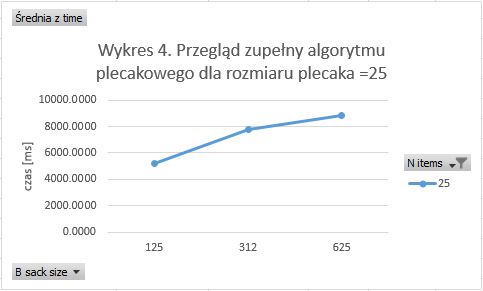 Średnia z time
Wykres 4. Przegląd zupełny algorytmu
plecakowego dla rozmiaru plecaka =25
10000.0000
8000.0000
6000.0000
4000.0000
2000.0000
0.0000
czas [ms]
125 312 625
N items
25
B sack size